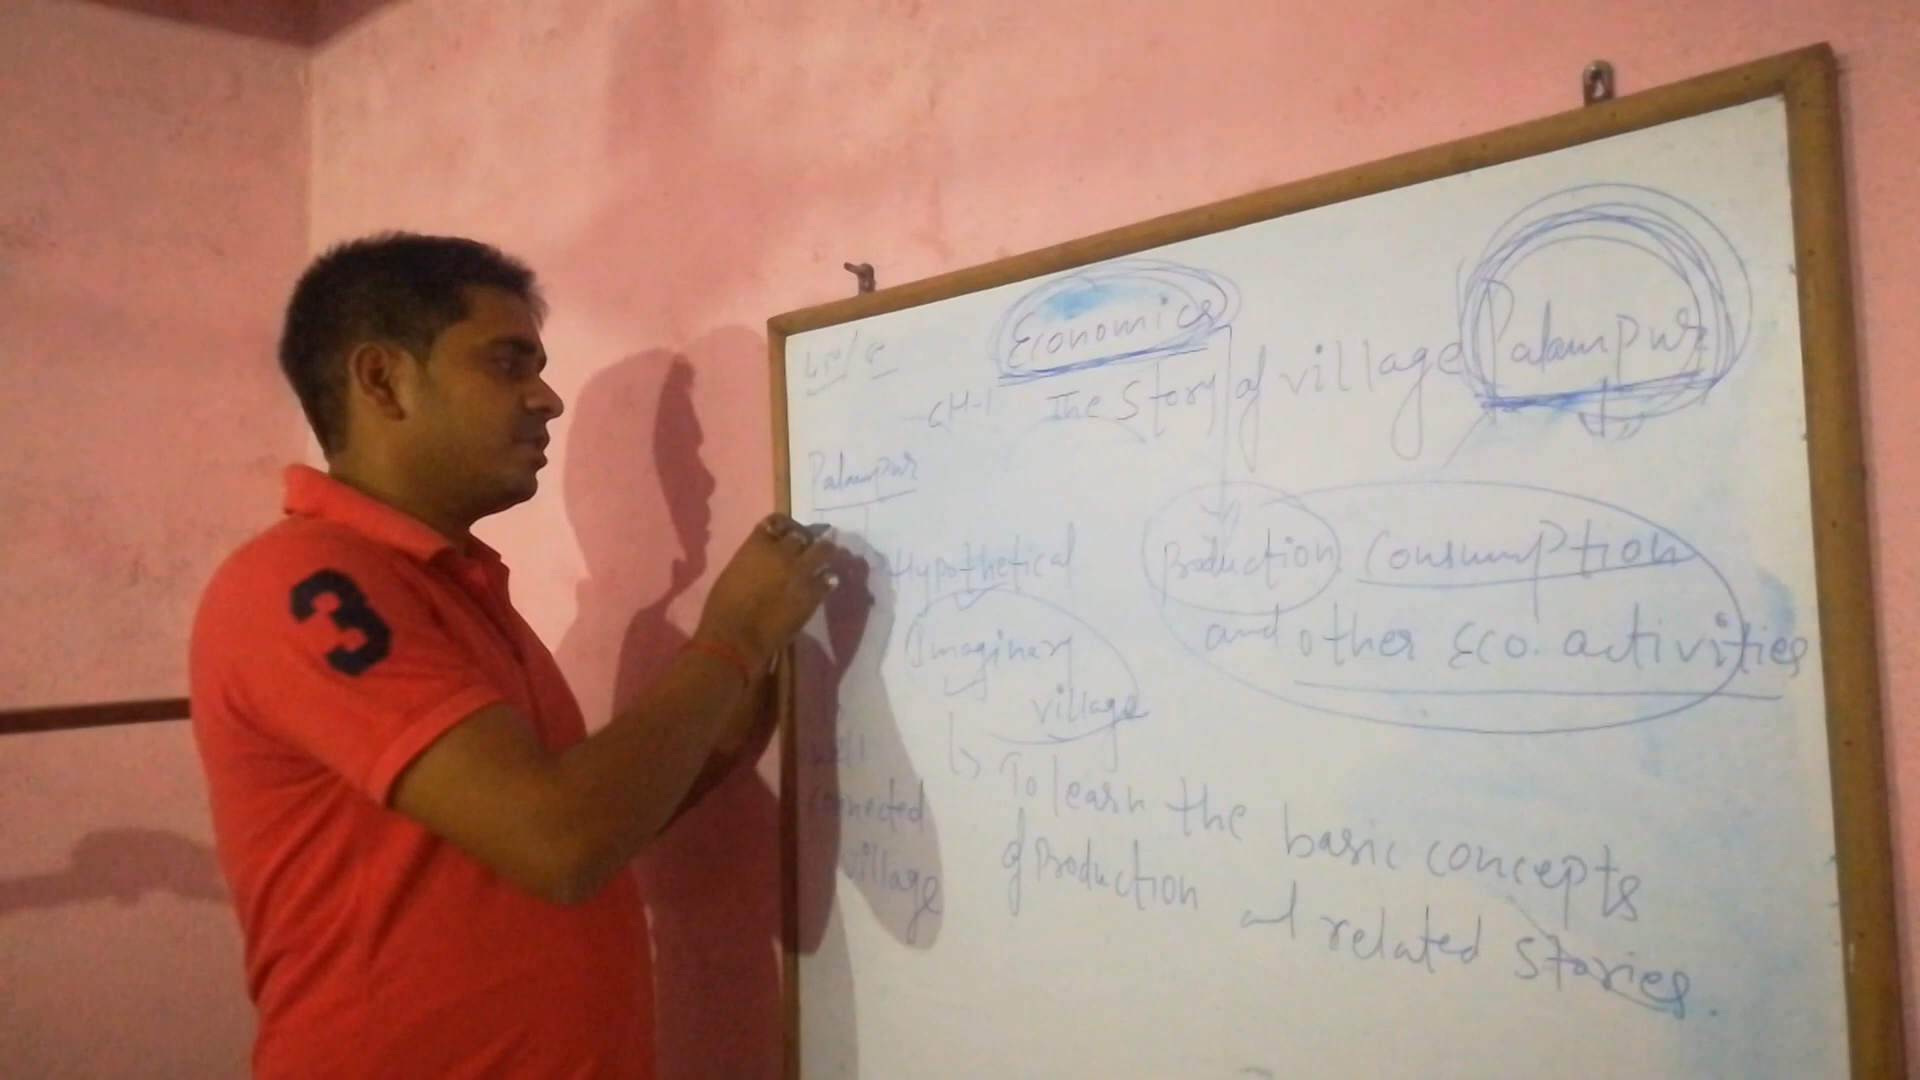 Economics
CH-1 The Story of village Palampur
Palampur
Hypothetical
Imaginary
village
Production Consumption
and other Eco. activities
well
connected
village
To learn the basic concepts
of Production and related stories.
3